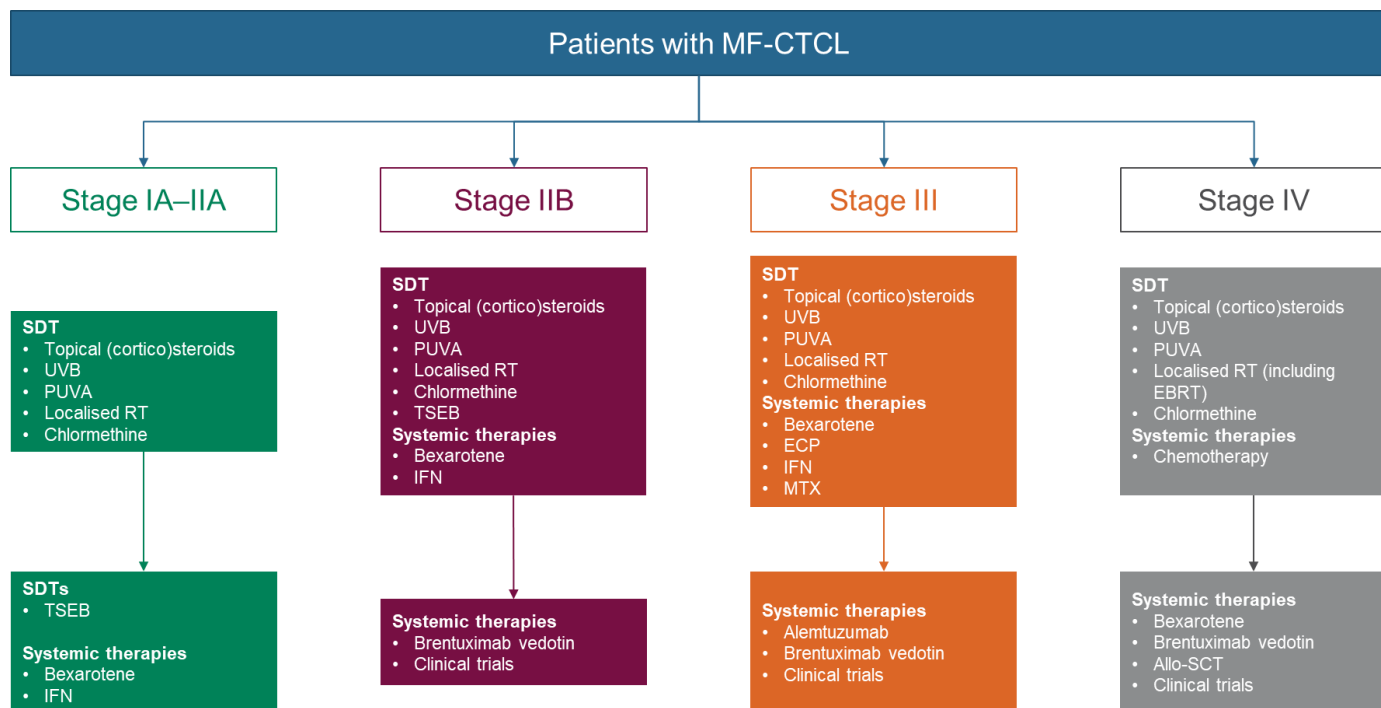 Patients with MF-CTCL
Stage IA–IIA
SDT
• Topical (cortico)steroids
• UVB
• PUVA
• Localised RT
• Chlormethine
SDTs
• TSEB
Systemic therapies
• Bexarotene
• IFN
Stage IIB
SDT
• Topical (cortico)steroids
• UVB
• PUVA
• Localised RT
• Chlormethine
• TSEB
Systemic therapies
• Bexarotene
• IFN
Systemic therapies
• Brentuximab vedotin
• Clinical trials
Stage III
SDT
• Topical (cortico)steroids
• UVB
• PUVA
• Localised RT
• Chlormethine
Systemic therapies
• Bexarotene
• ECP
• IFN
• MTX
Systemic therapies
• Alemtuzumab
• Brentuximab vedotin
• Clinical trials
Stage IV
SDT
• Topical (cortico)steroids
• UVB
• PUVA
• Localised RT (including
EBRT)
• Chlormethine
Systemic therapies
• Chemotherapy
Systemic therapies
• Bexarotene
• Brentuximab vedotin
• Allo-SCT
• Clinical trials